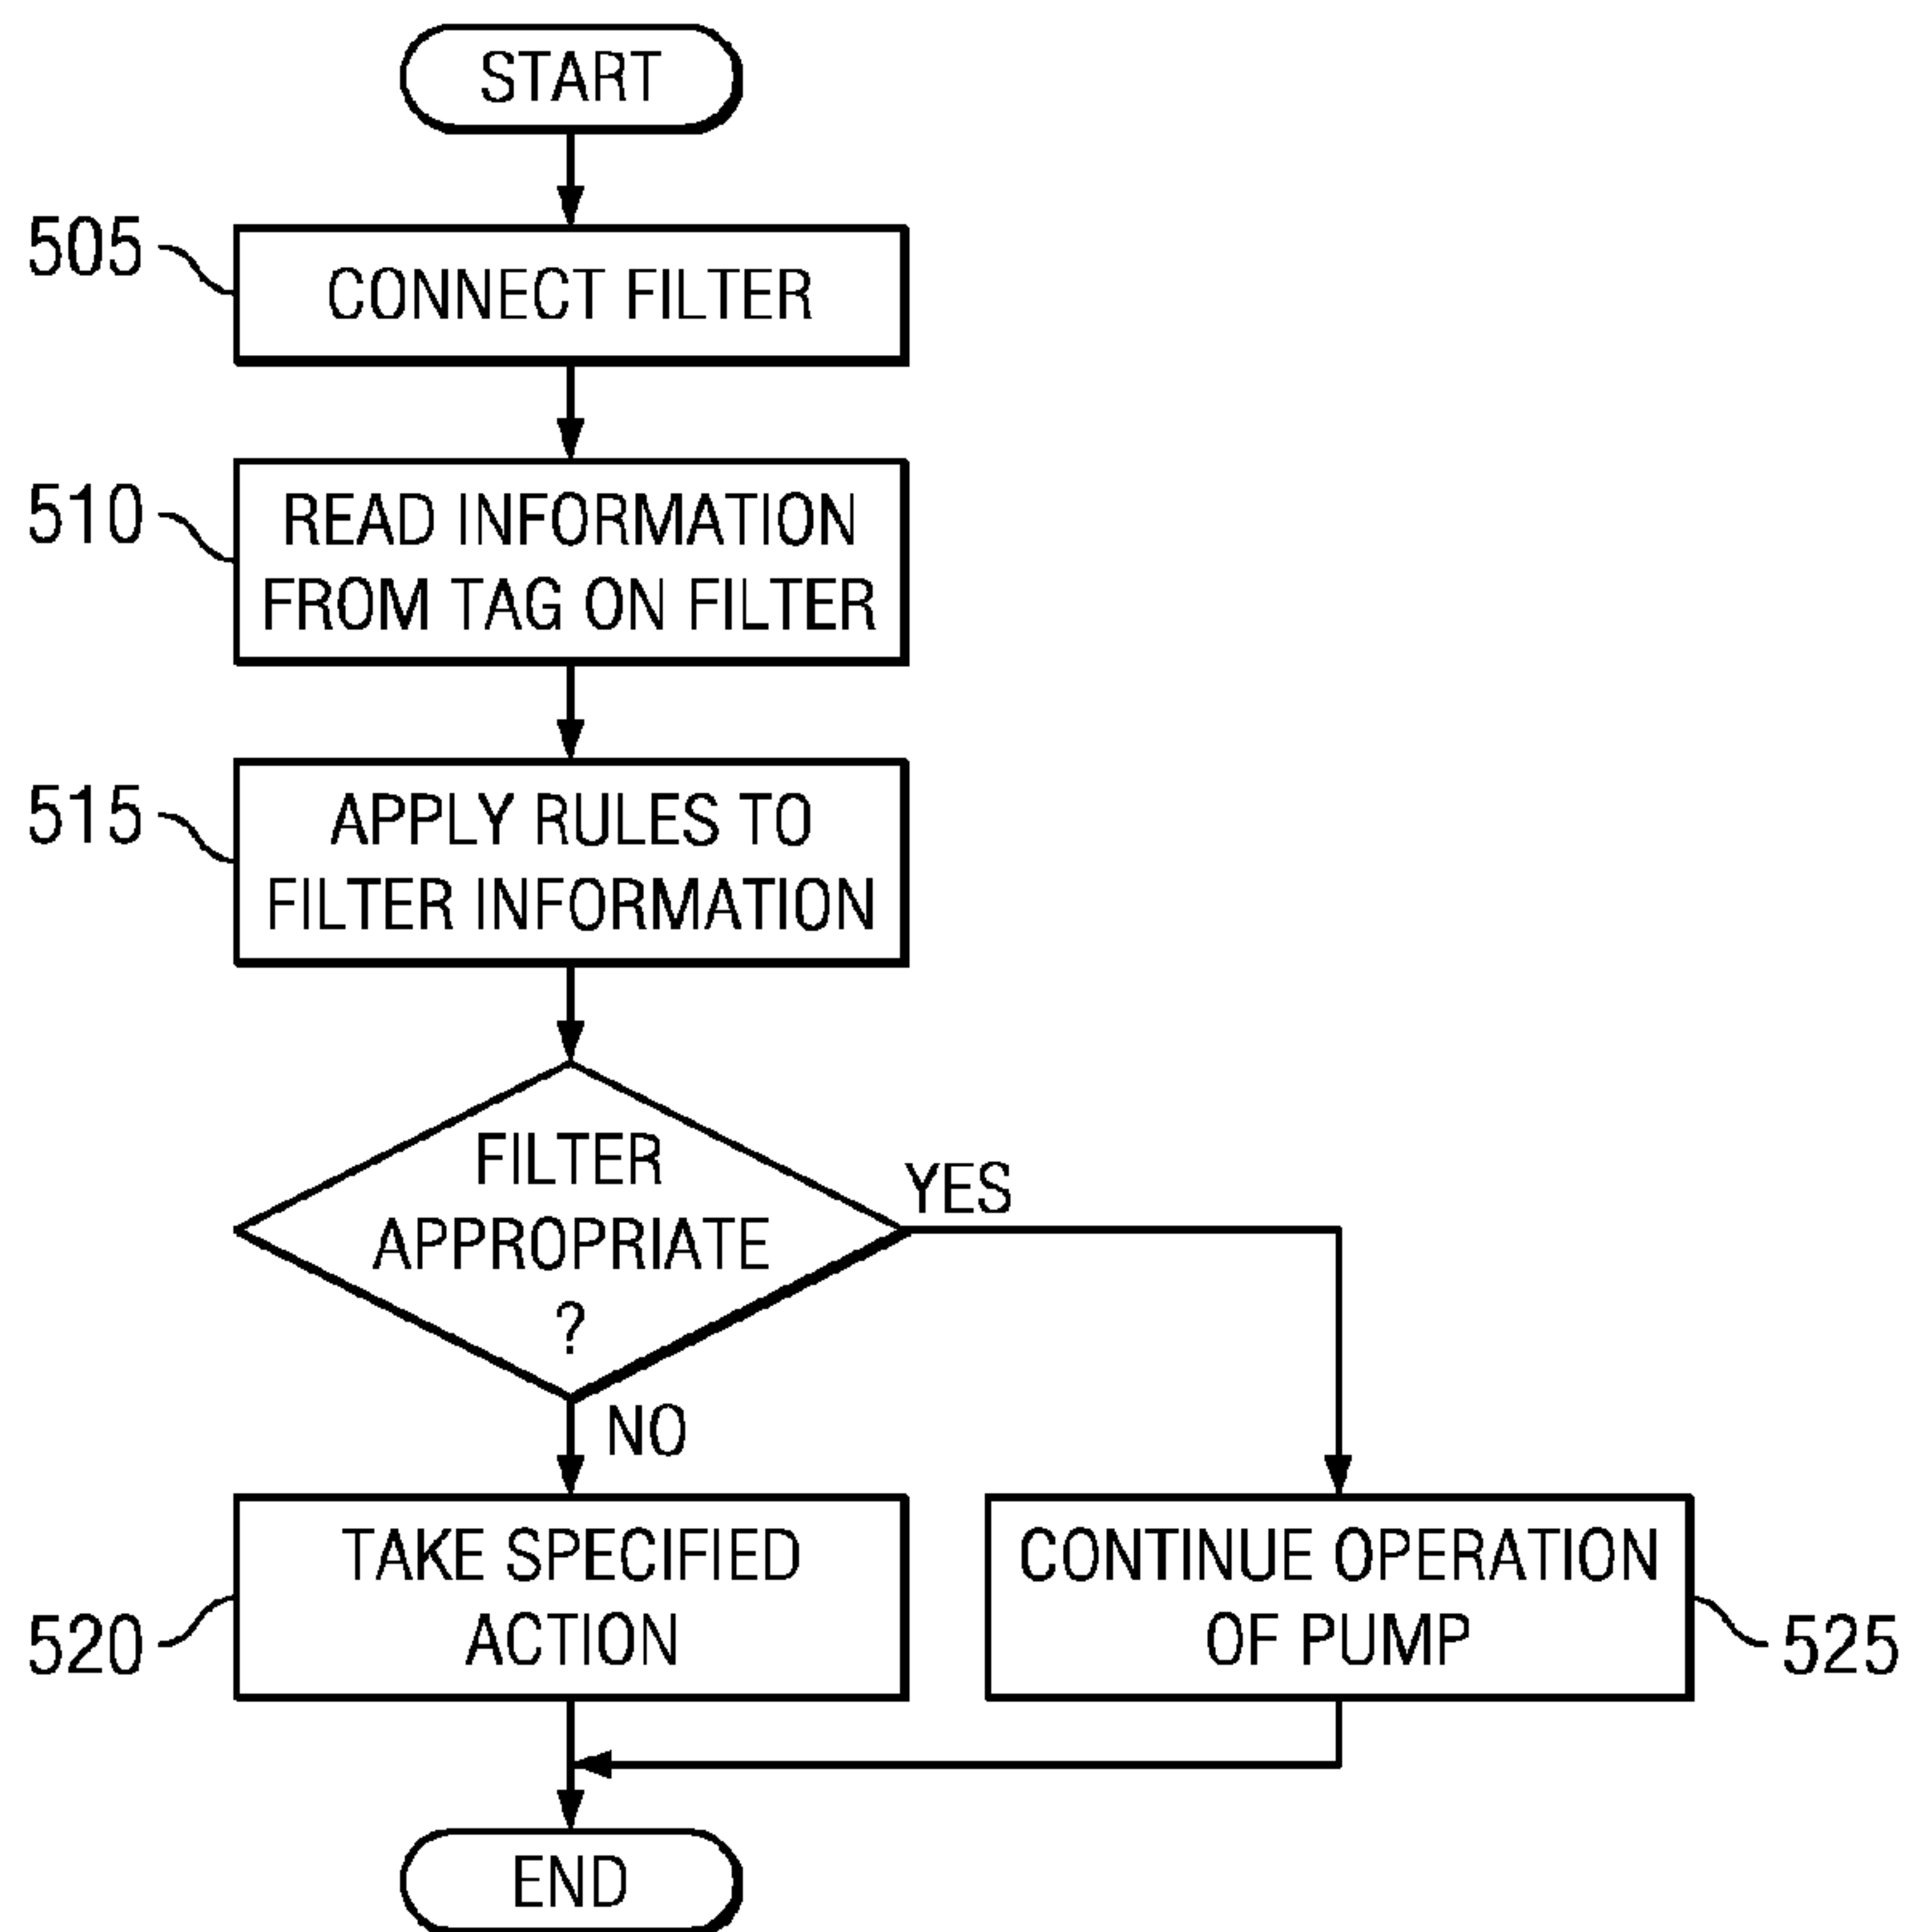 START
505
CONNECT FILTER
510
READ INFORMATION
FROM TAG ON FILTER
515
APPLY RULES TO
FILTER INFORMATION
FILTER
APPROPRIATE
?
YES
NO
520
TAKE SPECIFIED
ACTION
CONTINUE OPERATION
OF PUMP
525
END